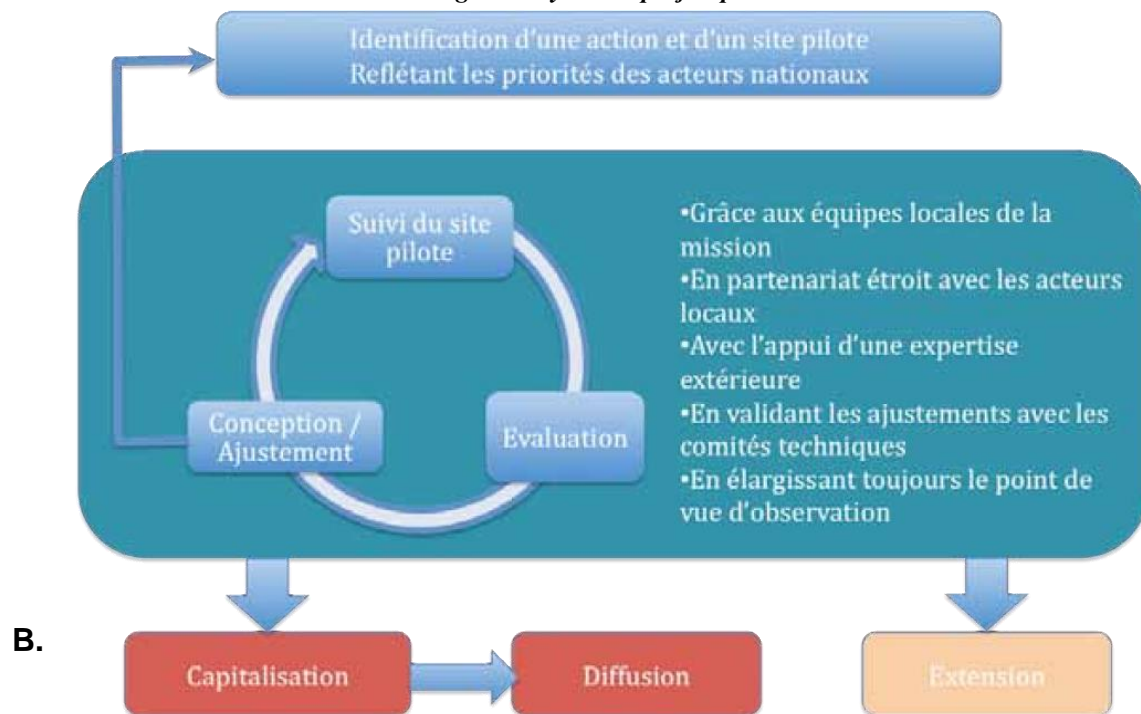 Identification d'une action et d'un site pilote
Reflétant les priorités des acteurs nationaux
Suivi du site
pilote
Conception /
Ajustement
Evaluation
•Grâce aux équipes locales de la
mission
•En partenariat étroit avec les acteurs
locaux
•Avec l'appui d'une expertise
extérieure
•En validant les ajustements avec les
comités techniques
•En élargissant toujours le point de
vue d'observation
B.
Capitalisation
Diffusion
Extension